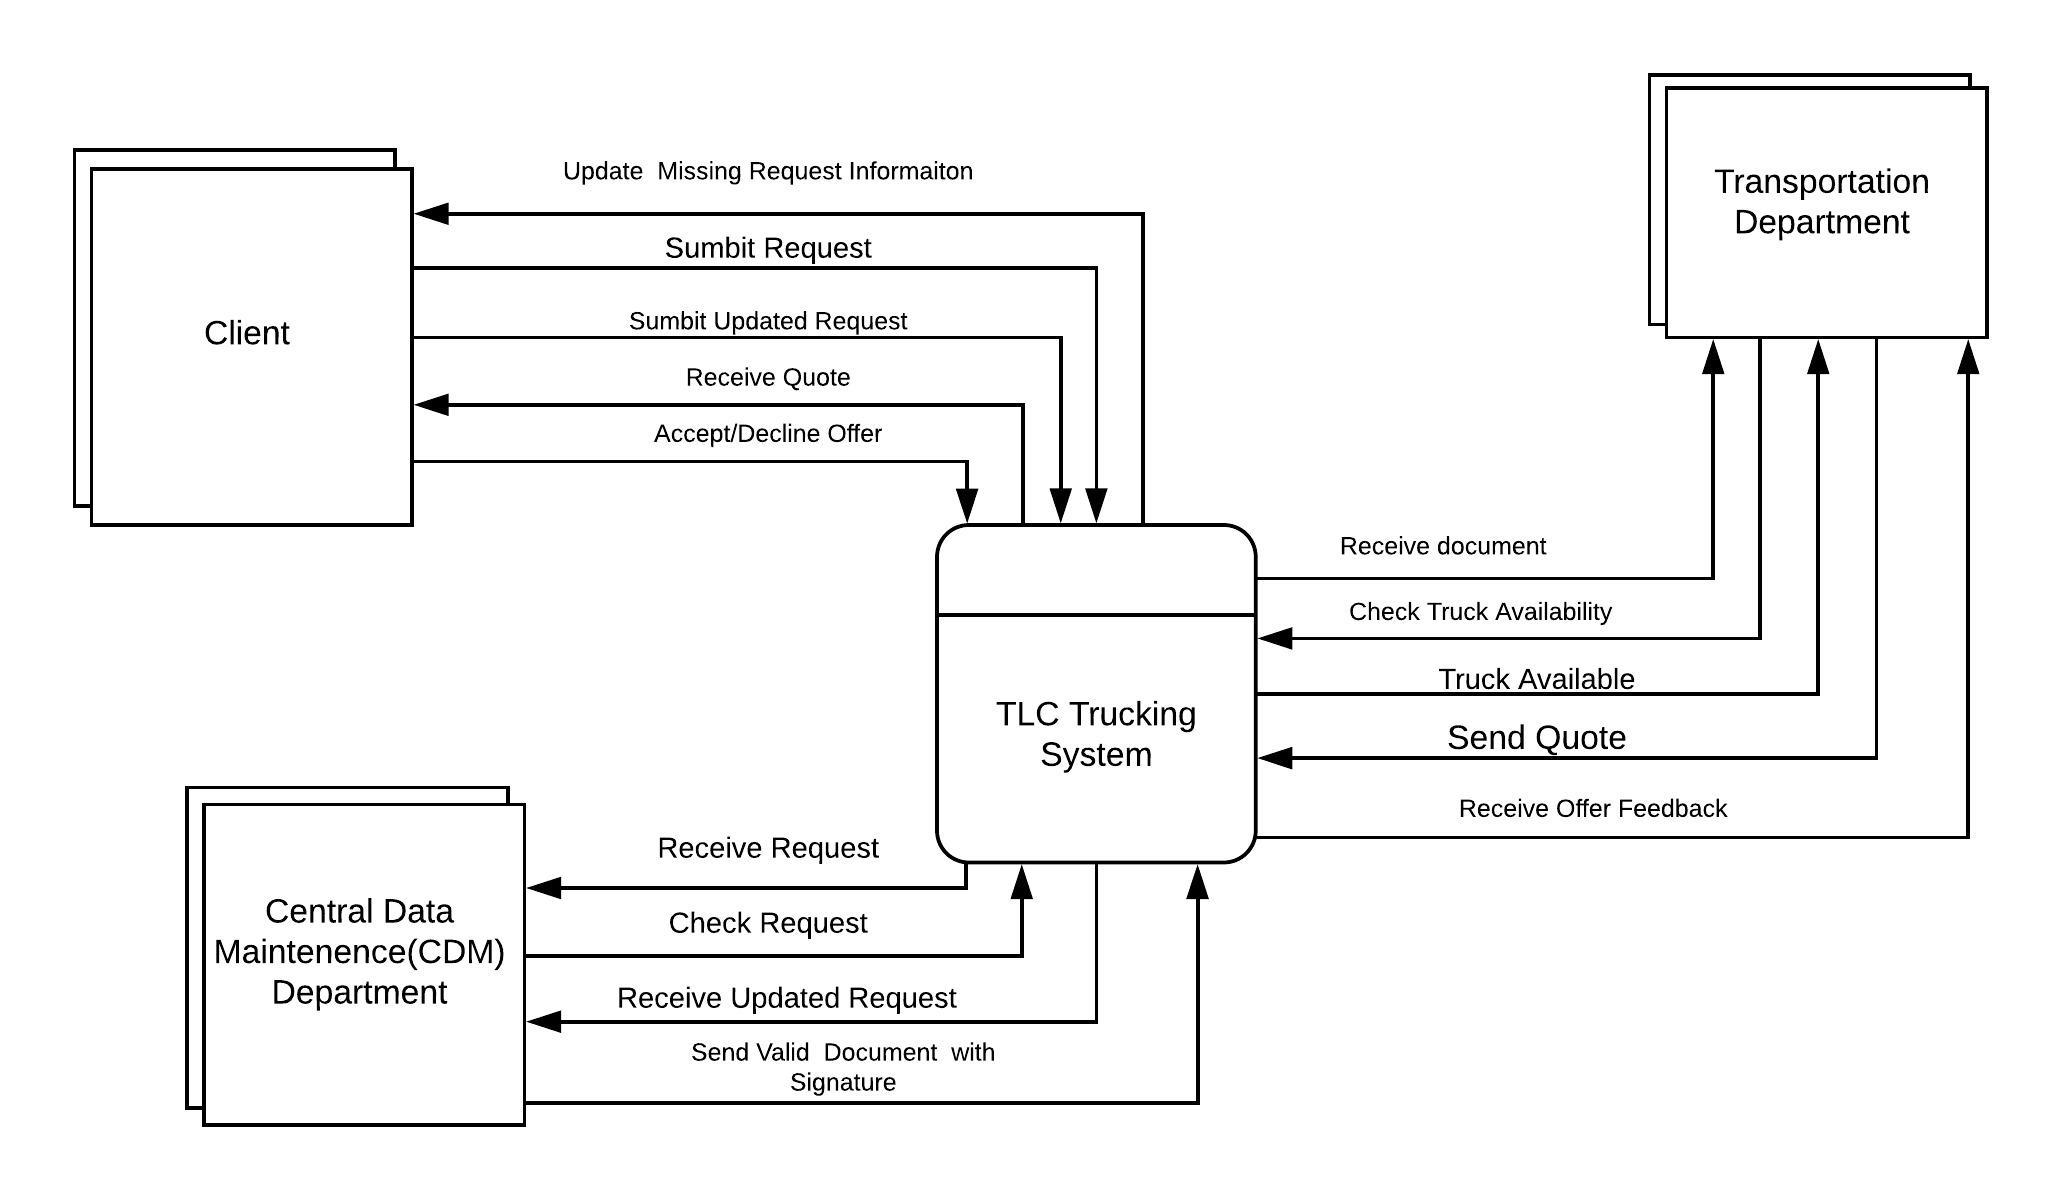 Update  Missing Request Informaiton
Sumbit Request
Sumbit Updated Request
Receive Quote
Accept/Decline Offer
Client
Transportation
Department
Receive document
Check Truck Availability
Truck Available
Send Quote
Receive Offer Feedback
TLC Trucking
System
Receive Request
Check Request
Receive Updated Request
Send Valid  Document  with
Signature
Central Data
Maintenence(CDM)
Department